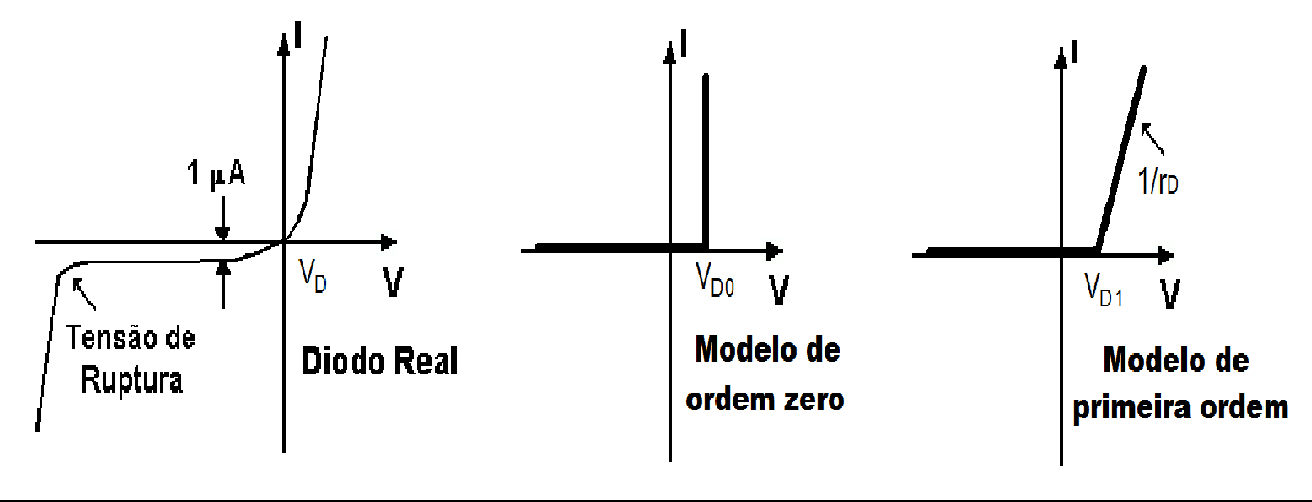 I
1 µA
V_D
V
Tensão de
Ruptura
Diodo Real
I
V_D0
V
Modelo de
ordem zero
I
1/rD
V_D1
V
Modelo de
primeira ordem